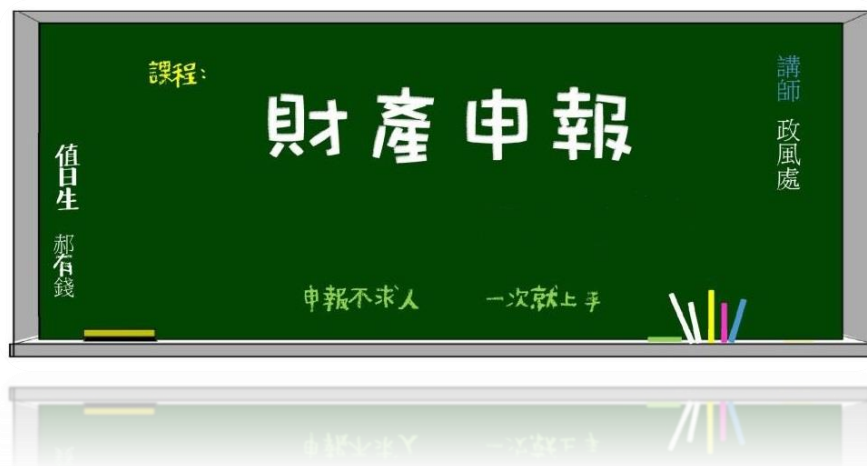 課程:
財產申報
講師 政風處
值日生 郝有錢
申報不求人 一次就上手